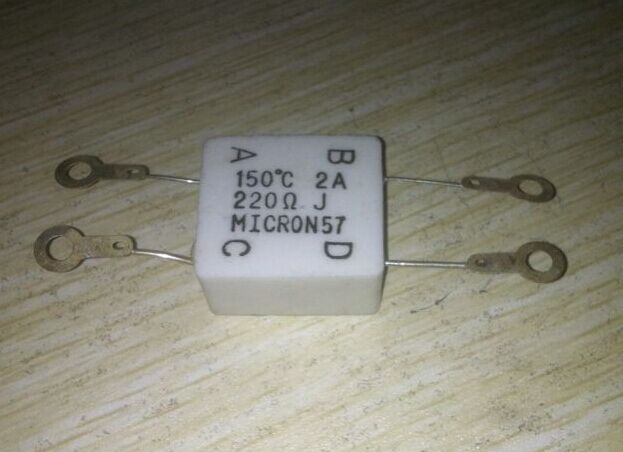 A B
150℃ 2A
220Ω J
MICRON57
C D